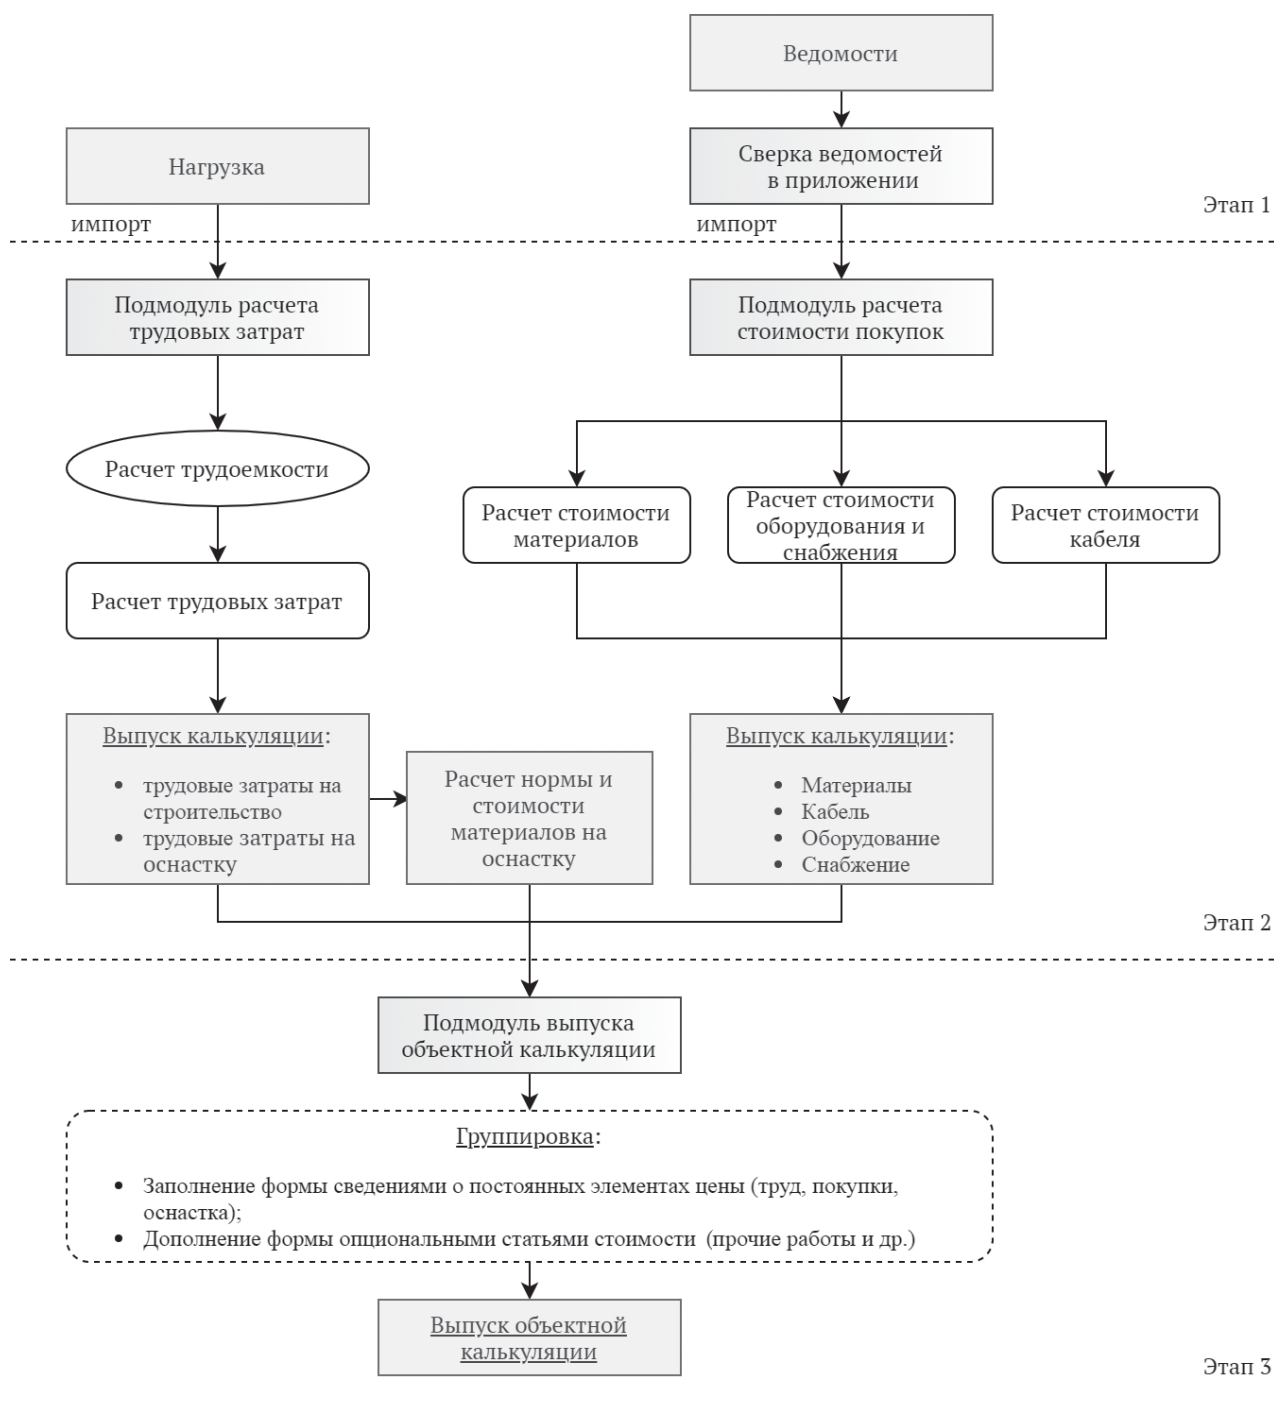 Ведомости
Нагрузка
Сверка ведомостей
в приложении
Этап 1
импорт
импорт
Подмодуль расчета
трудовых затрат
Подмодуль расчета
стоимости покупок
Расчет трудоемкости
Расчет стоимости
материалов
Расчет стоимости
оборудования и
снабжения
Расчет стоимости
кабеля
Расчет трудовых затрат
Выпуск калькуляции:
• трудовые затраты на
строительство
• трудовые затраты на
оснастку
Расчет нормы и
стоимости
материалов на
оснастку
Выпуск калькуляции:
• Материалы
• Кабель
• Оборудование
• Снабжение
Этап 2
Подмодуль выпуска
объектной калькуляции
Группировка:
• Заполнение формы сведениями о постоянных элементах цены (труд, покупки,
оснастка);
• Дополнение формы опциональными статьями стоимости (прочие работы и др.)
Выпуск объектной
калькуляции
Этап 3